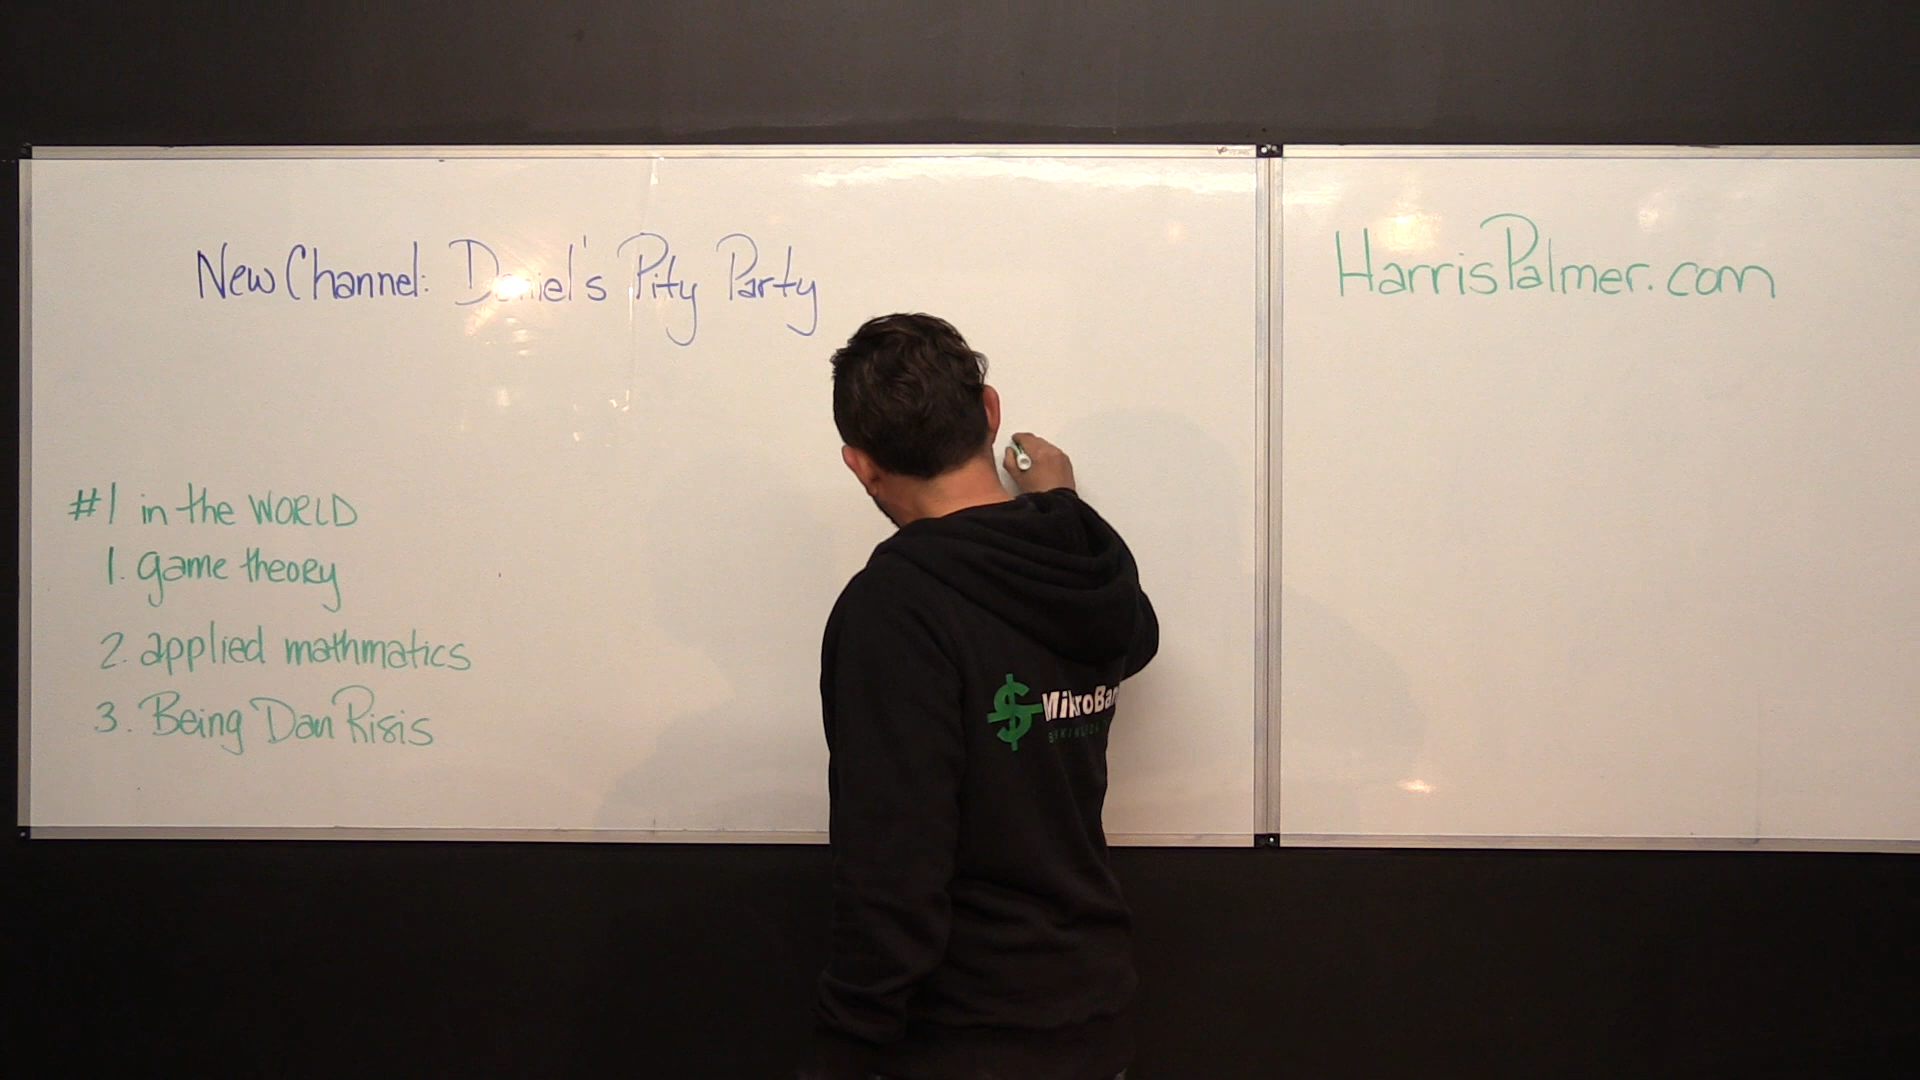 New Channel: Daniel's Pity Party
HarrisPalmer.com
#1 in the WORLD
1. game theory
2. applied mathmatics
3. Being Dan Risis
$ MikroBan